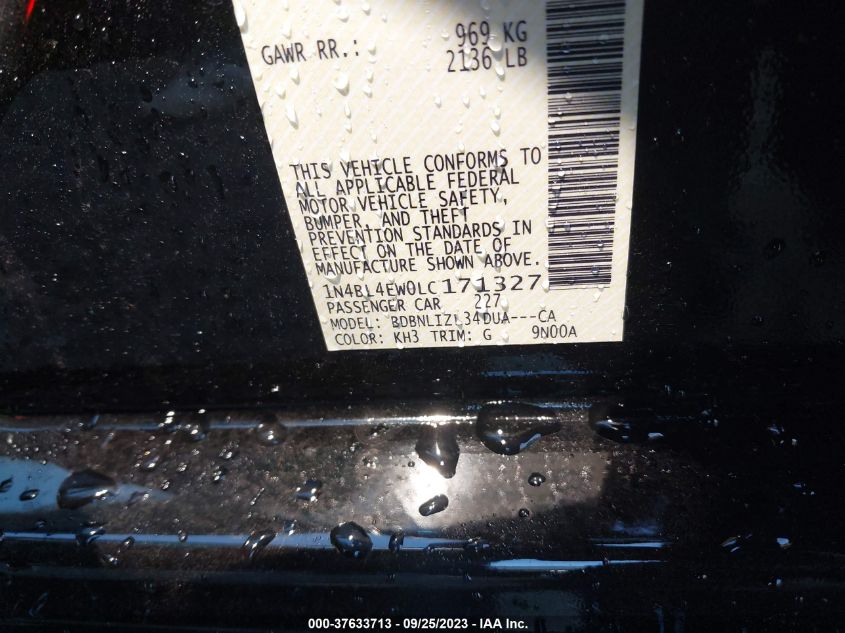 GAWR RR.: 969 KG
2136 LB
THIS VEHICLE CONFORMS TO
ALL APPLICABLE FEDERAL
MOTOR VEHICLE SAFETY,
BUMPER, AND THEFT
PREVENTION STANDARDS IN
EFFECT ON THE DATE OF
MANUFACTURE SHOWN ABOVE.
1N4BL4EW0LC171327
PASSENGER CAR 227
MODEL: BDBNLIZL34DUA---CA
COLOR: KH3 TRIM: G 9N00A
000-37633713 - 09/25/2023 - IAA Inc.